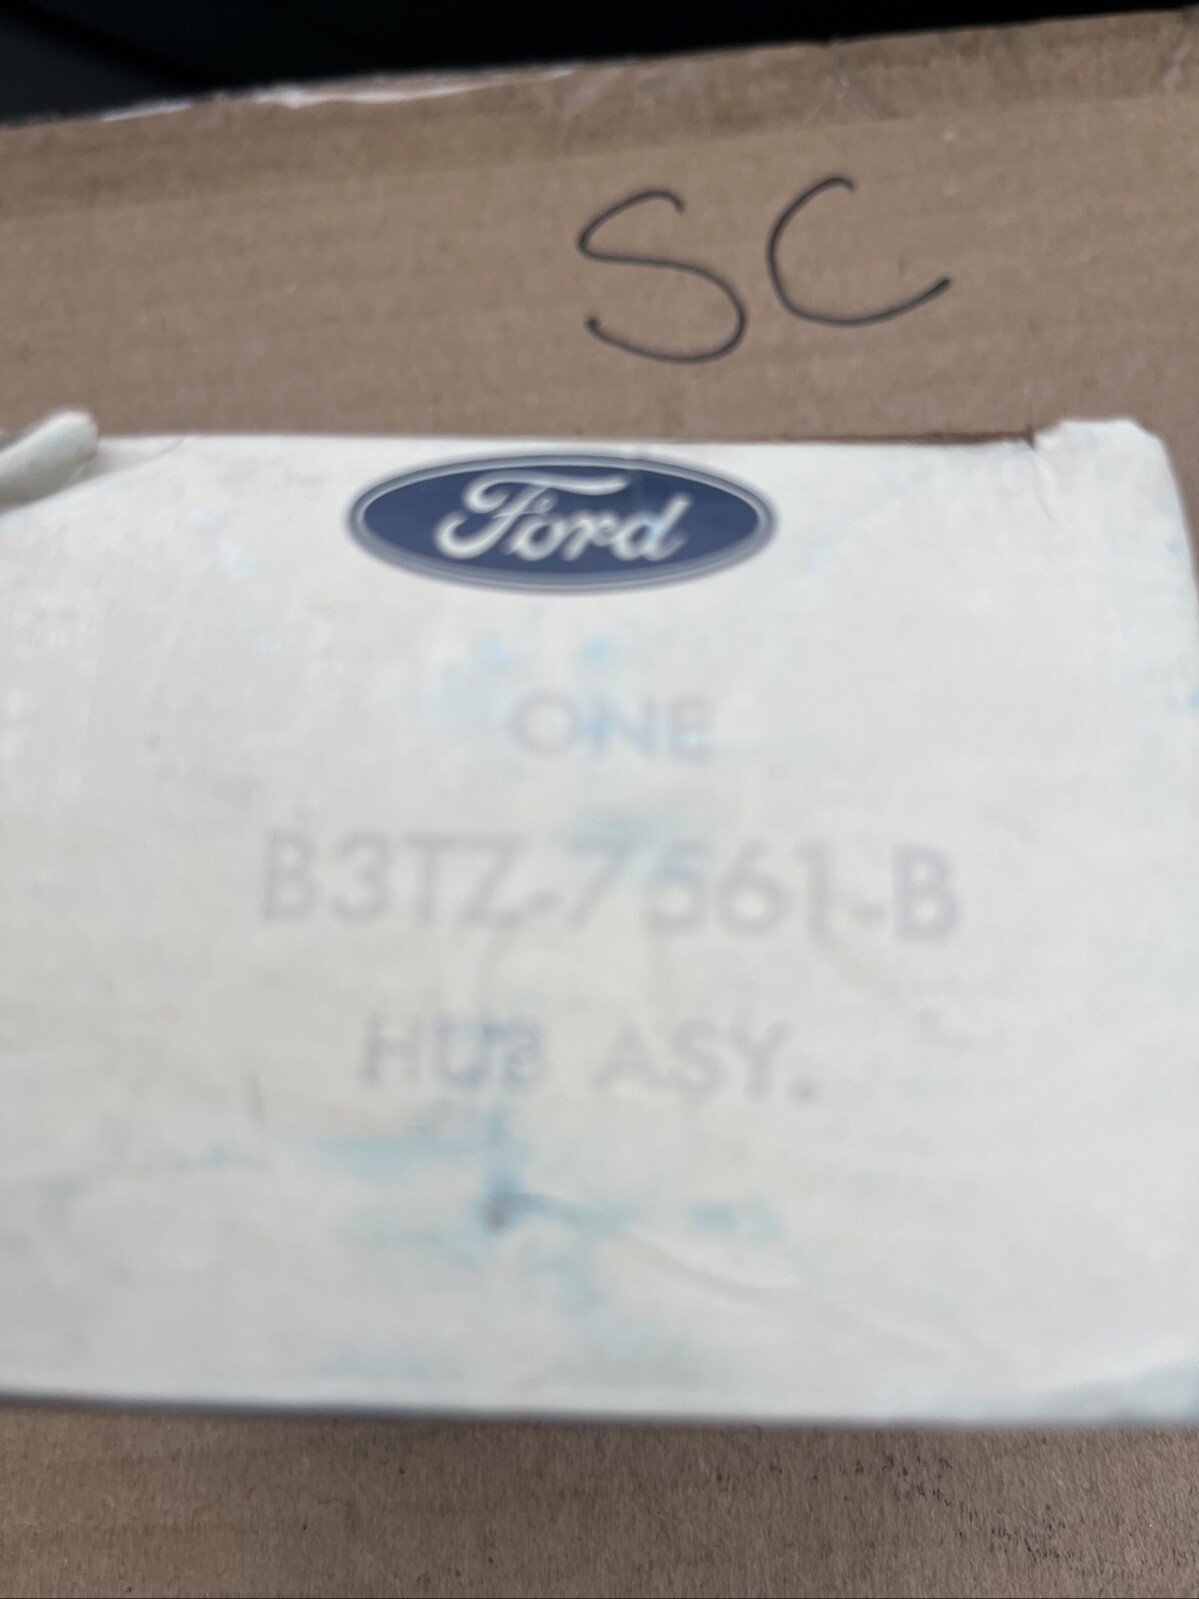 SC
Ford
ONE
B3TZ-7561-B
HUB ASY.